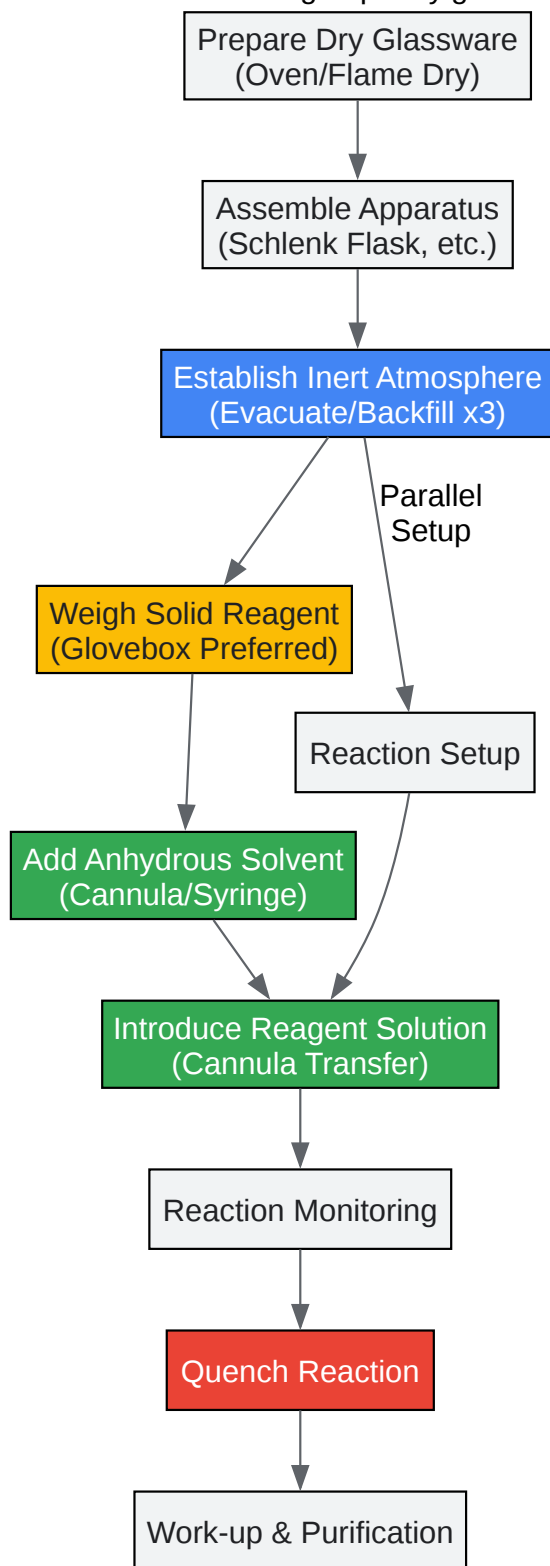 Prepare Dry Glassware
(Oven/Flame Dry)
Assemble Apparatus
(Schlenk Flask, etc.)
Establish Inert Atmosphere
(Evacuate/Backfill x3)
Parallel
Setup
Weigh Solid Reagent
(Glovebox Preferred)
Reaction Setup
Add Anhydrous Solvent
(Cannula/Syringe)
Introduce Reagent Solution
(Cannula Transfer)
Reaction Monitoring
Quench Reaction
Work-up & Purification